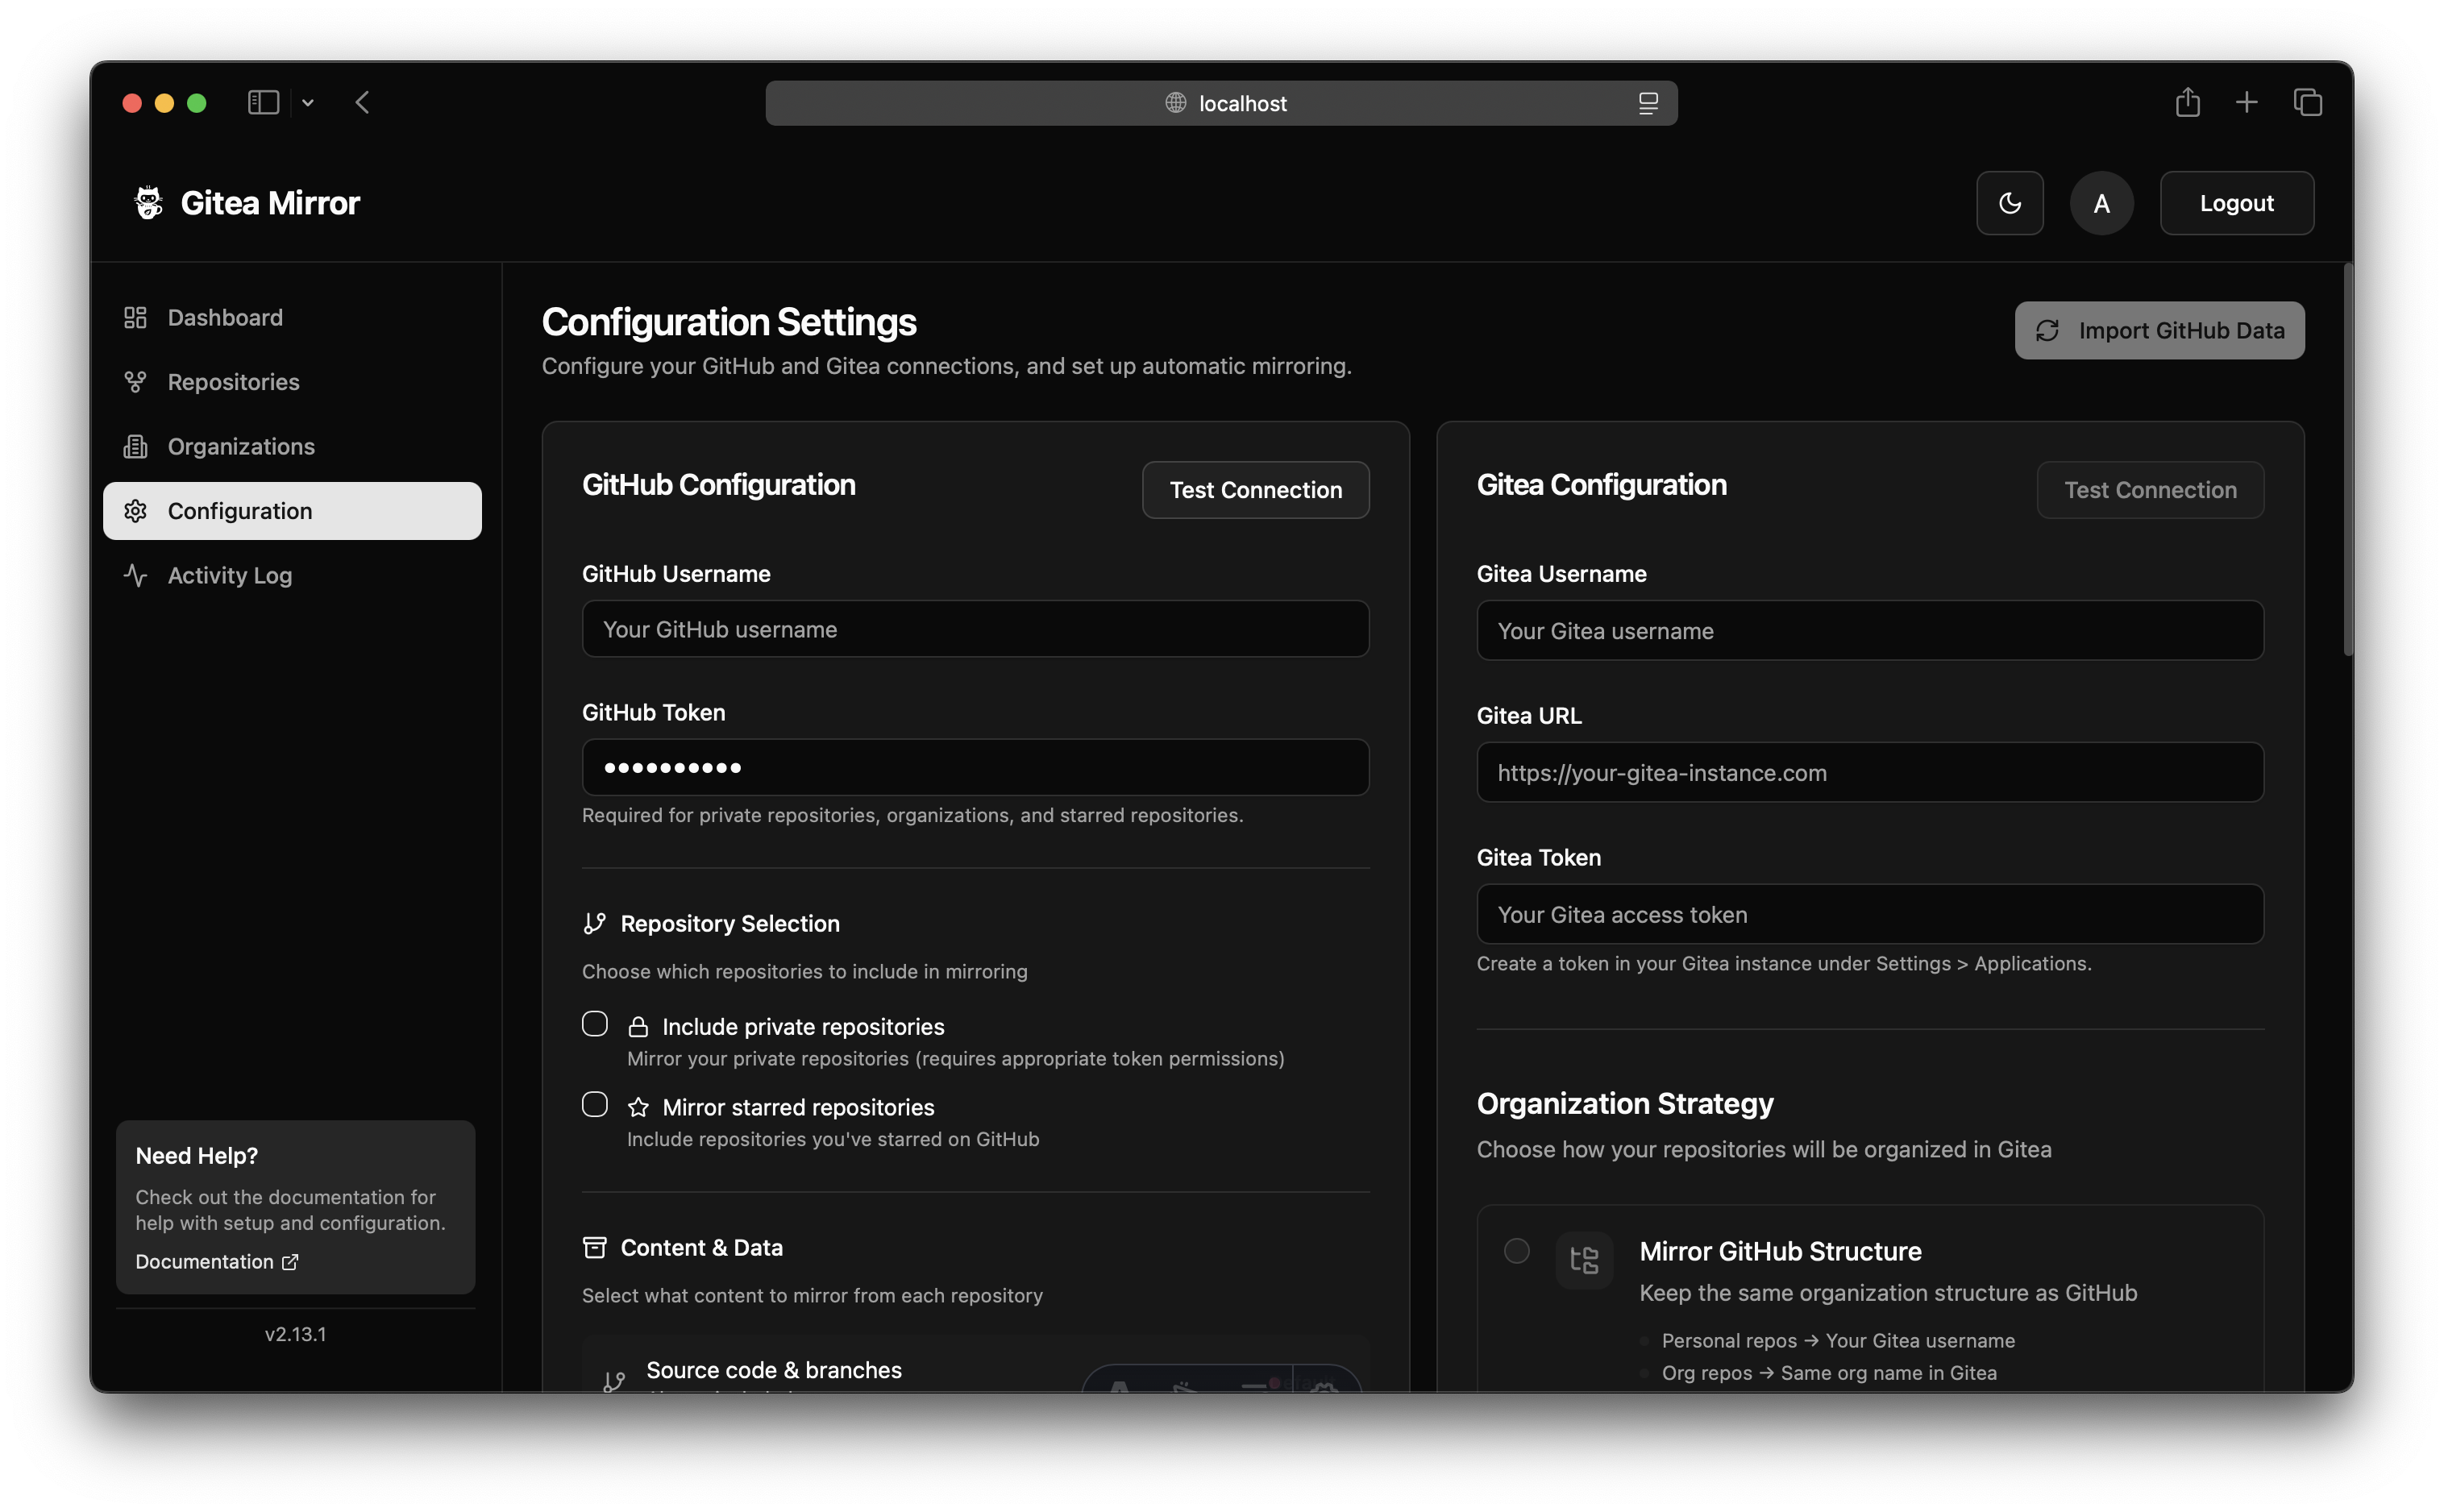 localhost
Gitea Mirror
A
Logout
Dashboard
Repositories
Organizations
Configuration
Activity Log
Need Help?
Check out the documentation for
help with setup and configuration.
Documentation
v2.13.1
Configuration Settings
Configure your GitHub and Gitea connections, and set up automatic mirroring.
Import GitHub Data
GitHub Configuration
Test Connection
GitHub Username
Your GitHub username
GitHub Token
••••••••••
Required for private repositories, organizations, and starred repositories.
Repository Selection
Choose which repositories to include in mirroring
Include private repositories
Mirror your private repositories (requires appropriate token permissions)
Mirror starred repositories
Include repositories you've starred on GitHub
Content & Data
Select what content to mirror from each repository
Source code & branches
Gitea Configuration
Test Connection
Gitea Username
Your Gitea username
Gitea URL
https://your-gitea-instance.com
Gitea Token
Your Gitea access token
Create a token in your Gitea instance under Settings > Applications.
Organization Strategy
Choose how your repositories will be organized in Gitea
Mirror GitHub Structure
Keep the same organization structure as GitHub
Personal repos → Your Gitea username
Org repos → Same org name in Gitea